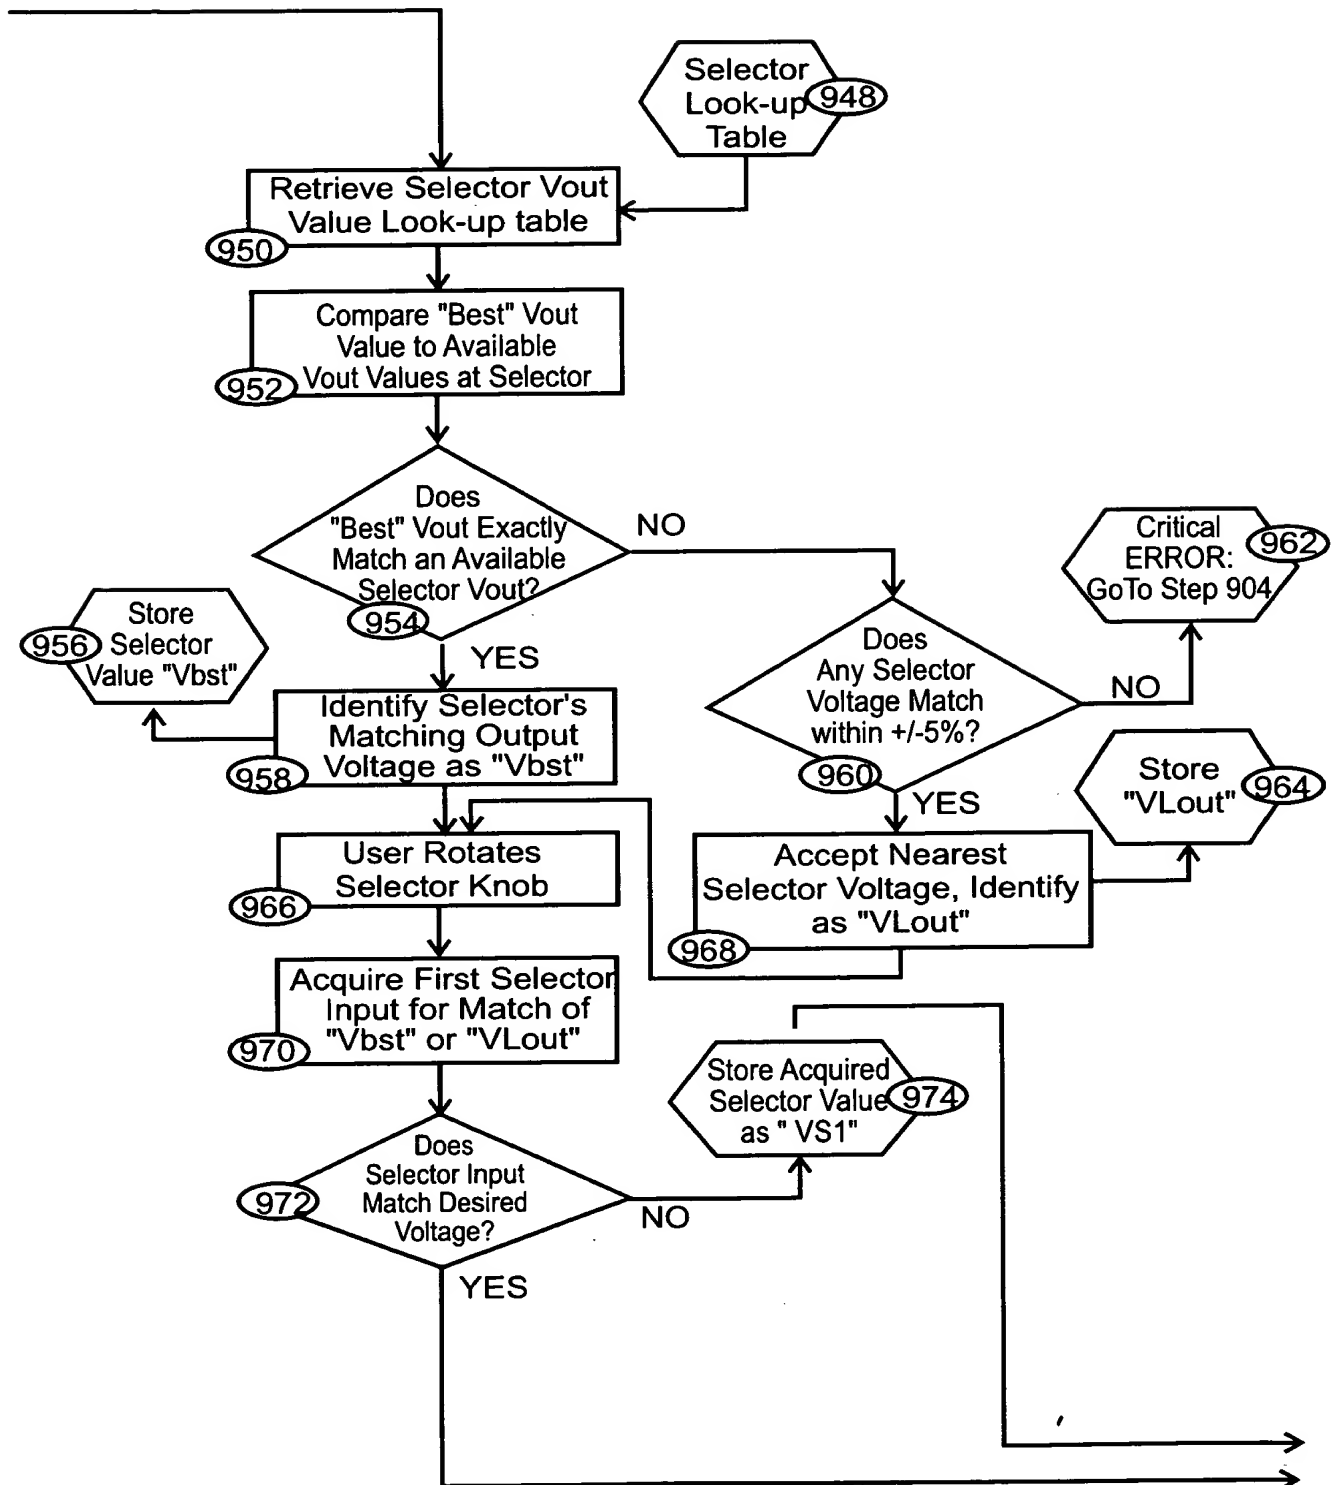 Selector
Look-up
Table
948
Retrieve Selector Vout
Value Look-up table
950
Compare "Best" Vout
Value to Available
Vout Values at Selector
952
Does
"Best" Vout Exactly
Match an Available
Selector Vout?
954
NO
YES
Critical
ERROR:
GoTo Step 904
962
Store
Selector
Value "Vbst"
956
Does
Any Selector
Voltage Match
within +/-5%?
960
NO
YES
Identify Selector's
Matching Output
Voltage as "Vbst"
958
Store
"VLout"
964
User Rotates
Selector Knob
966
Accept Nearest
Selector Voltage, Identify
as "VLout"
968
Acquire First Selector
Input for Match of
"Vbst" or "VLout"
970
Store Acquired
Selector Value
as " VS1"
974
Does
Selector Input
Match Desired
Voltage?
972
NO
YES